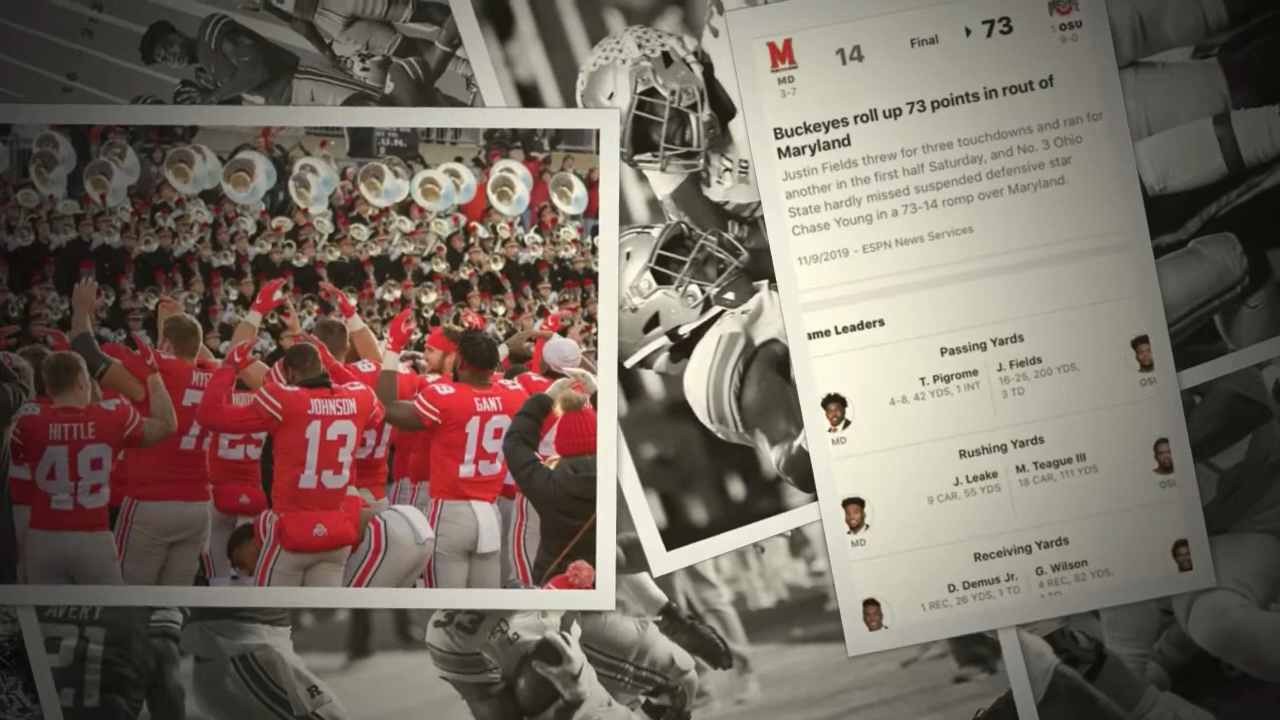 M
MD
3-7
14
Final
73
1 OSU
9-0
Buckeyes roll up 73 points in rout of
Maryland
Justin Fields threw for three touchdowns and ran for
another in the first half Saturday, and No. 3 Ohio
State hardly missed suspended defensive star
Chase Young in a 73-14 romp over Maryland.
11/9/2019 - ESPN News Services
ame Leaders
Passing Yards
T. Pigrome
4-8, 42 YDS, 1 INT
J. Fields
16-25, 200 YDS,
3 TD
MD
OSU
Rushing Yards
J. Leake
9 CAR, 55 YDS
M. Teague III
18 CAR, 111 YDS
MD
Receiving Yards
D. Demus Jr.
1 REC, 26 YDS, 1 TD
G. Wilson
4 REC, 82 YDS,
HITTLE
48
JOHNSON
13
GANT
19
23
AVERY
21
R